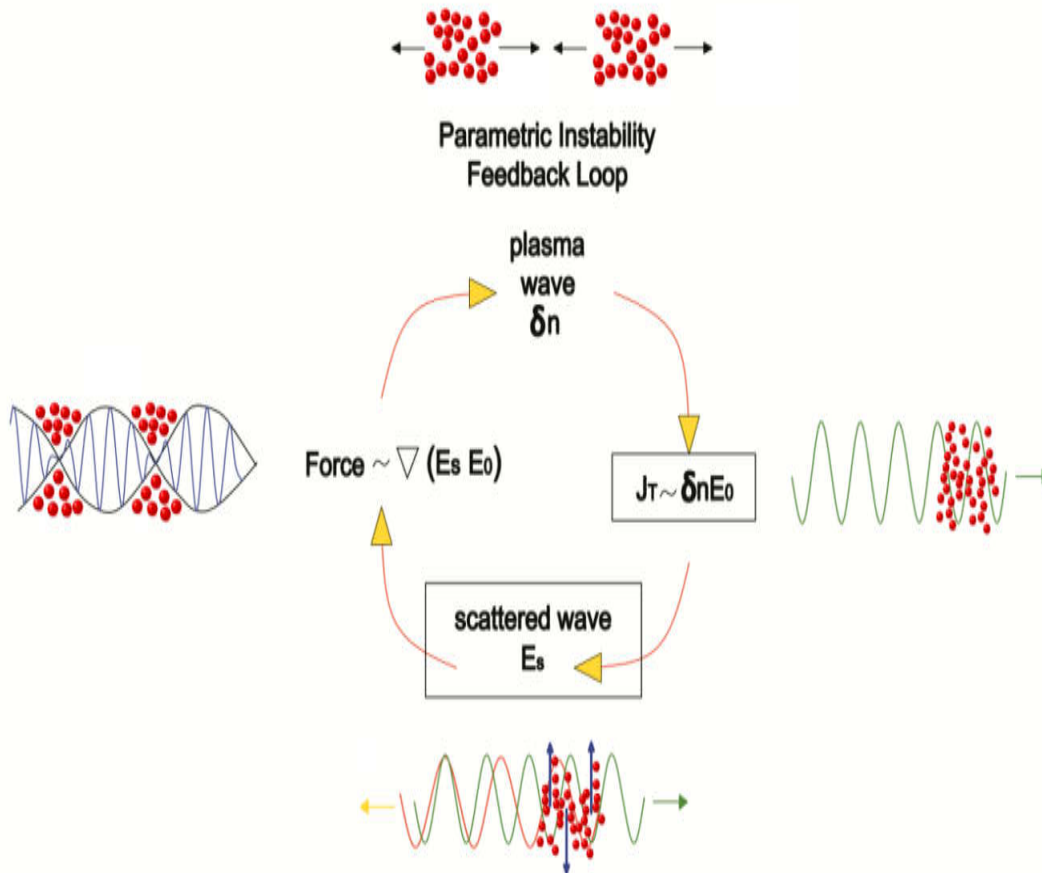 Parametric Instability
Feedback Loop
plasma
wave
δn
Force ~ ▽ (Es E0)
JT ~ δnE0
scattered wave
Es